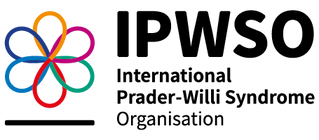 IPWSO
International
Prader-Willi Syndrome
Organisation